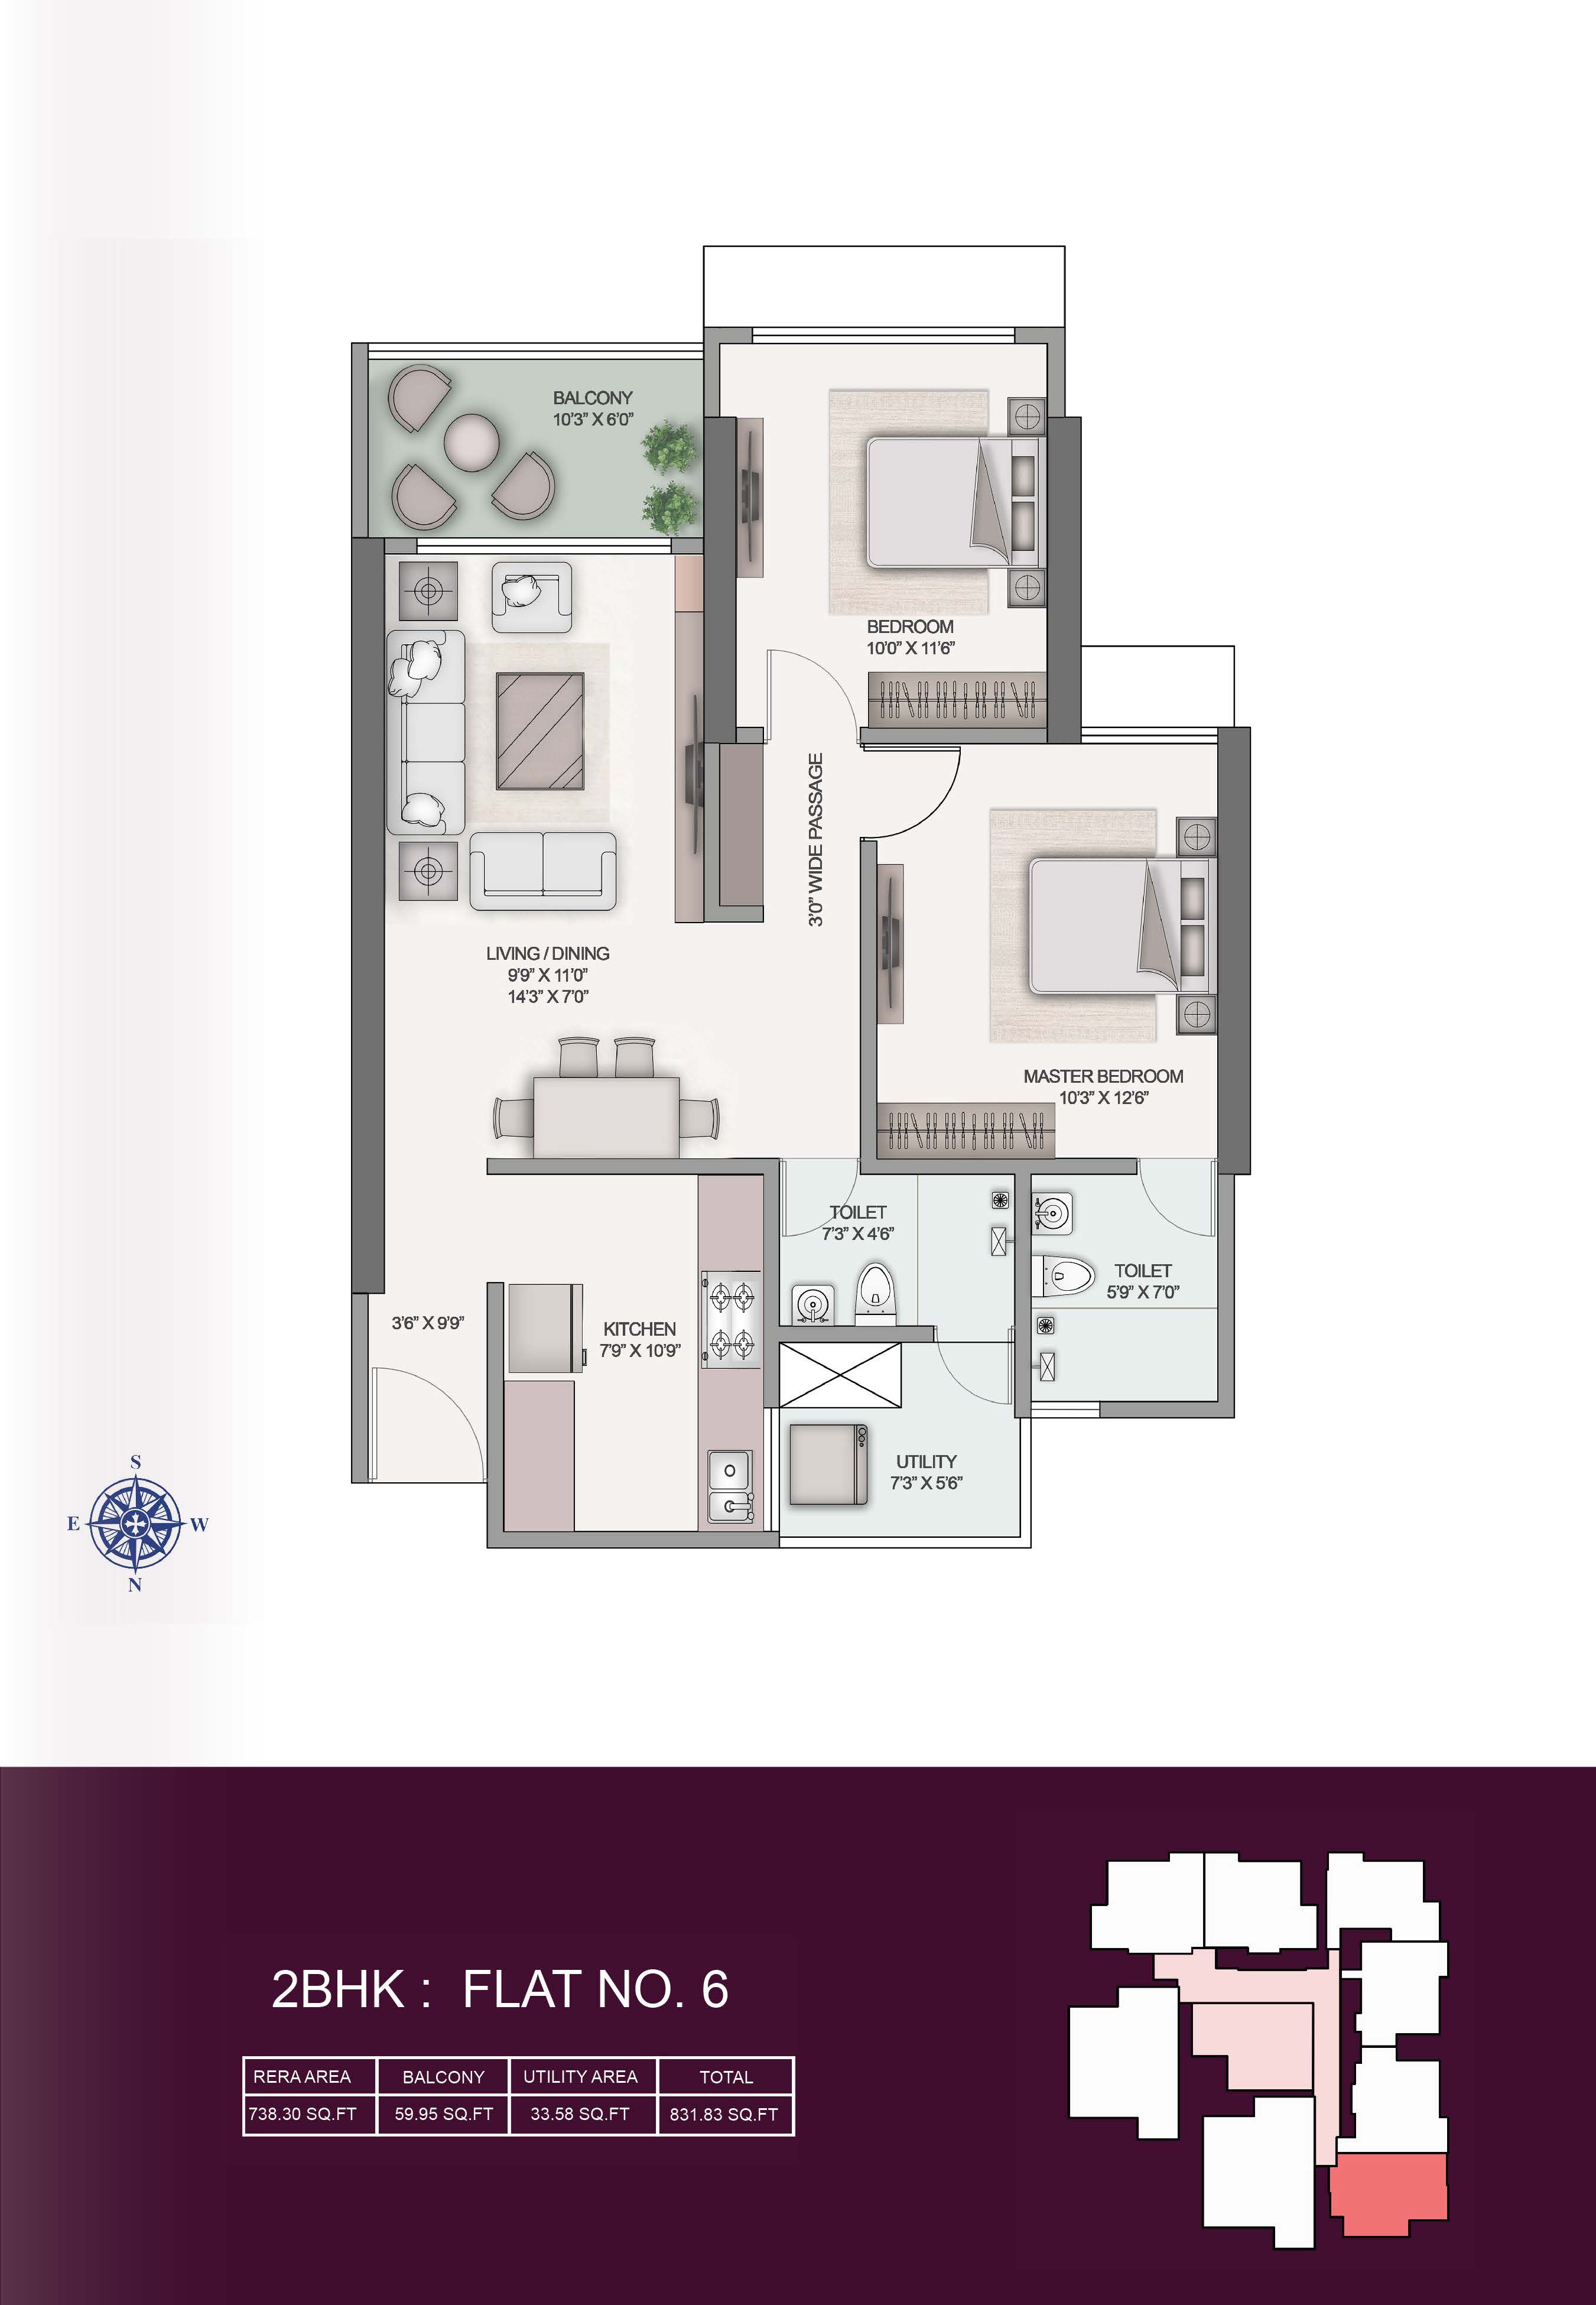 BALCONY
10'3" X 6'0"
BEDROOM
10'0" X 11'6"
3'0" WIDE PASSAGE
LIVING / DINING
9'9" X 11'0"
14'3" X 7'0"
MASTER BEDROOM
10'3" X 12'6"
TOILET
7'3" X 4'6"
TOILET
5'9" X 7'0"
3'6" X 9'9"
KITCHEN
7'9" X 10'9"
UTILITY
7'3" X 5'6"
S
E W
N
2BHK : FLAT NO. 6
RERA AREA BALCONY UTILITY AREA TOTAL
738.30 SQ.FT 59.95 SQ.FT 33.58 SQ.FT 831.83 SQ.FT